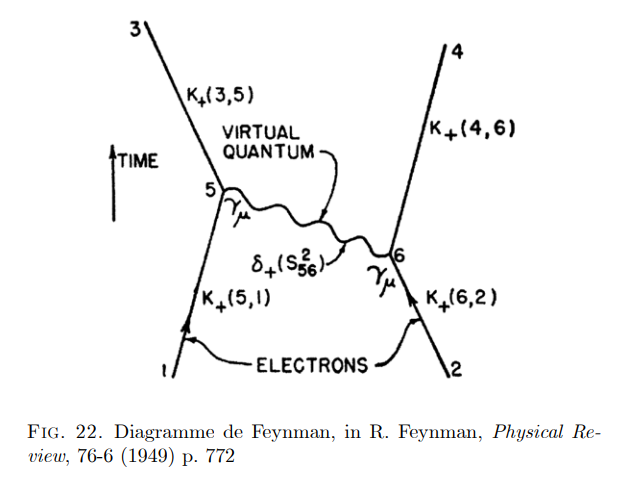 3
4
K₊(3,5)
K₊(4,6)
VIRTUAL
QUANTUM
TIME
5
γμ
6
δ₊(S²₅₆)
γμ
K₊(5,1)
K₊(6,2)
ELECTRONS
1
2
FIG. 22. Diagramme de Feynman, in R. Feynman, Physical Re-
view, 76-6 (1949) p. 772